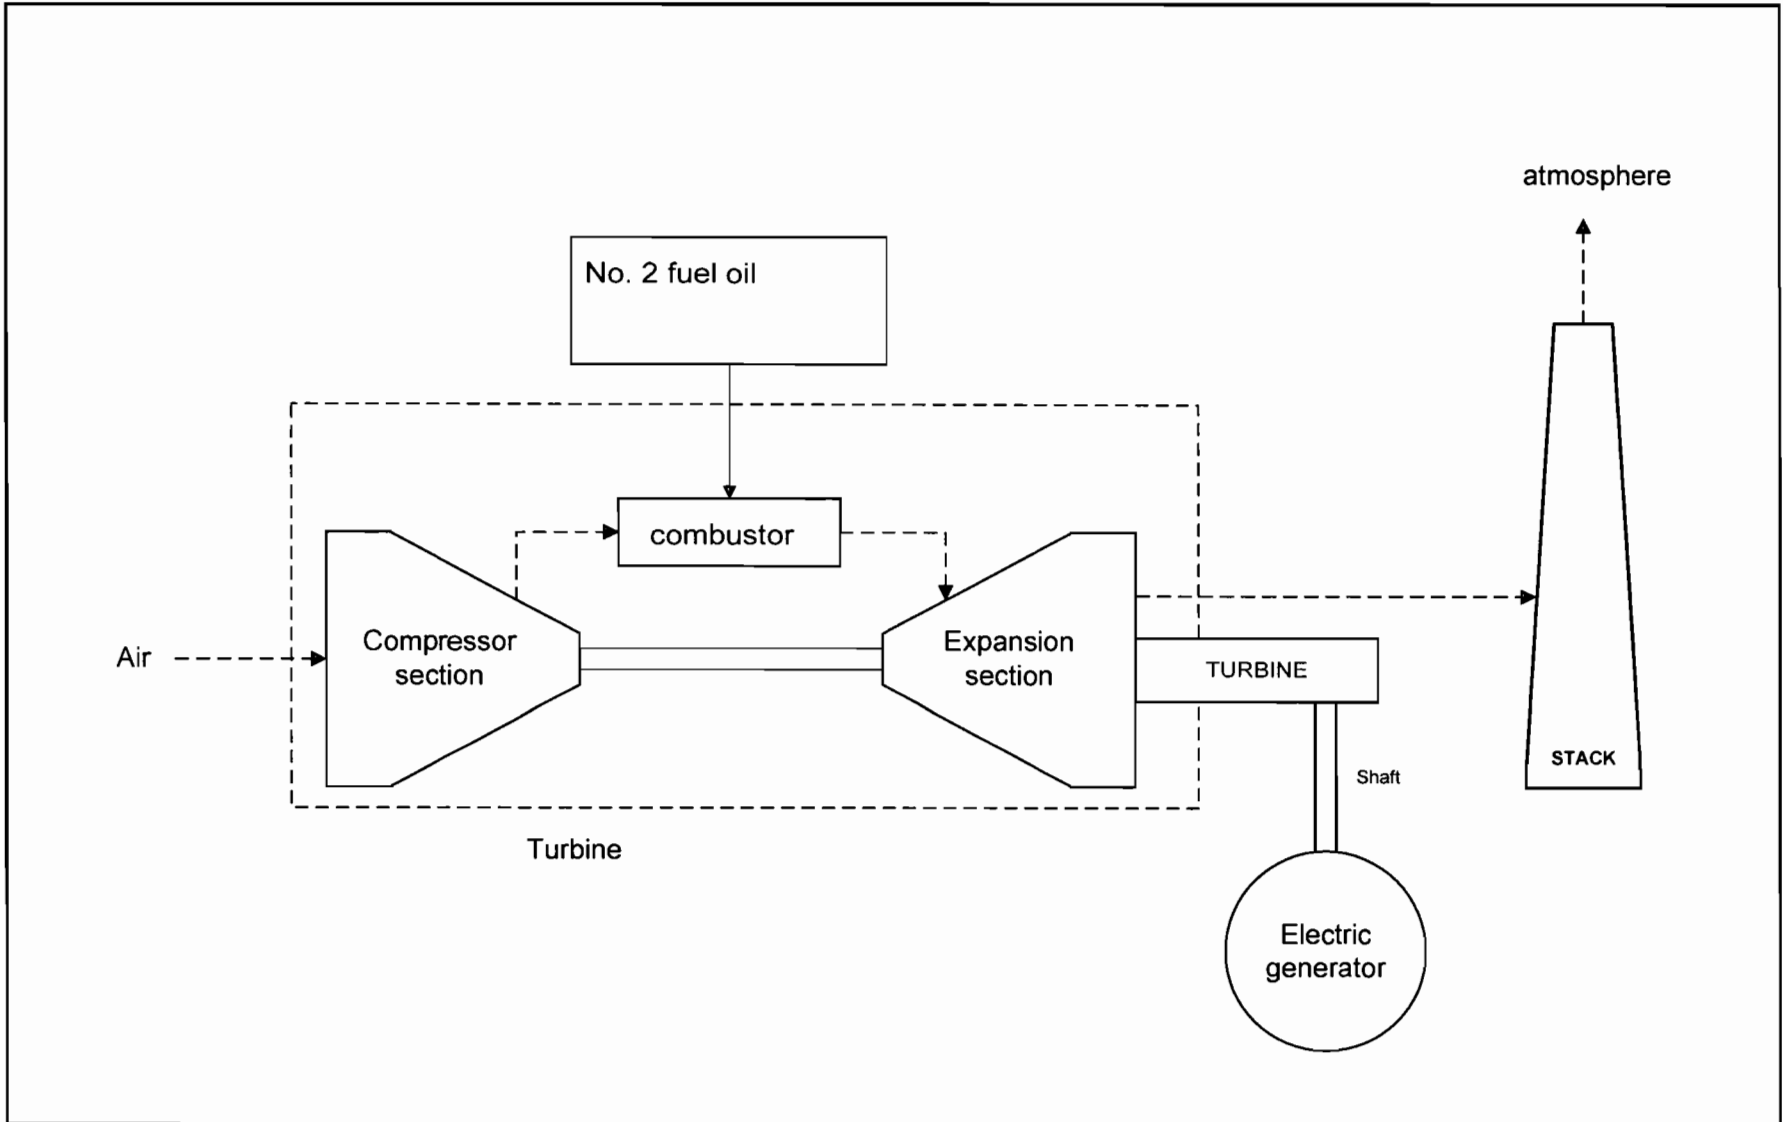 atmosphere
No. 2 fuel oil
combustor
Compressor
section
Expansion
section
Air
TURBINE
STACK
Shaft
Turbine
Electric
generator